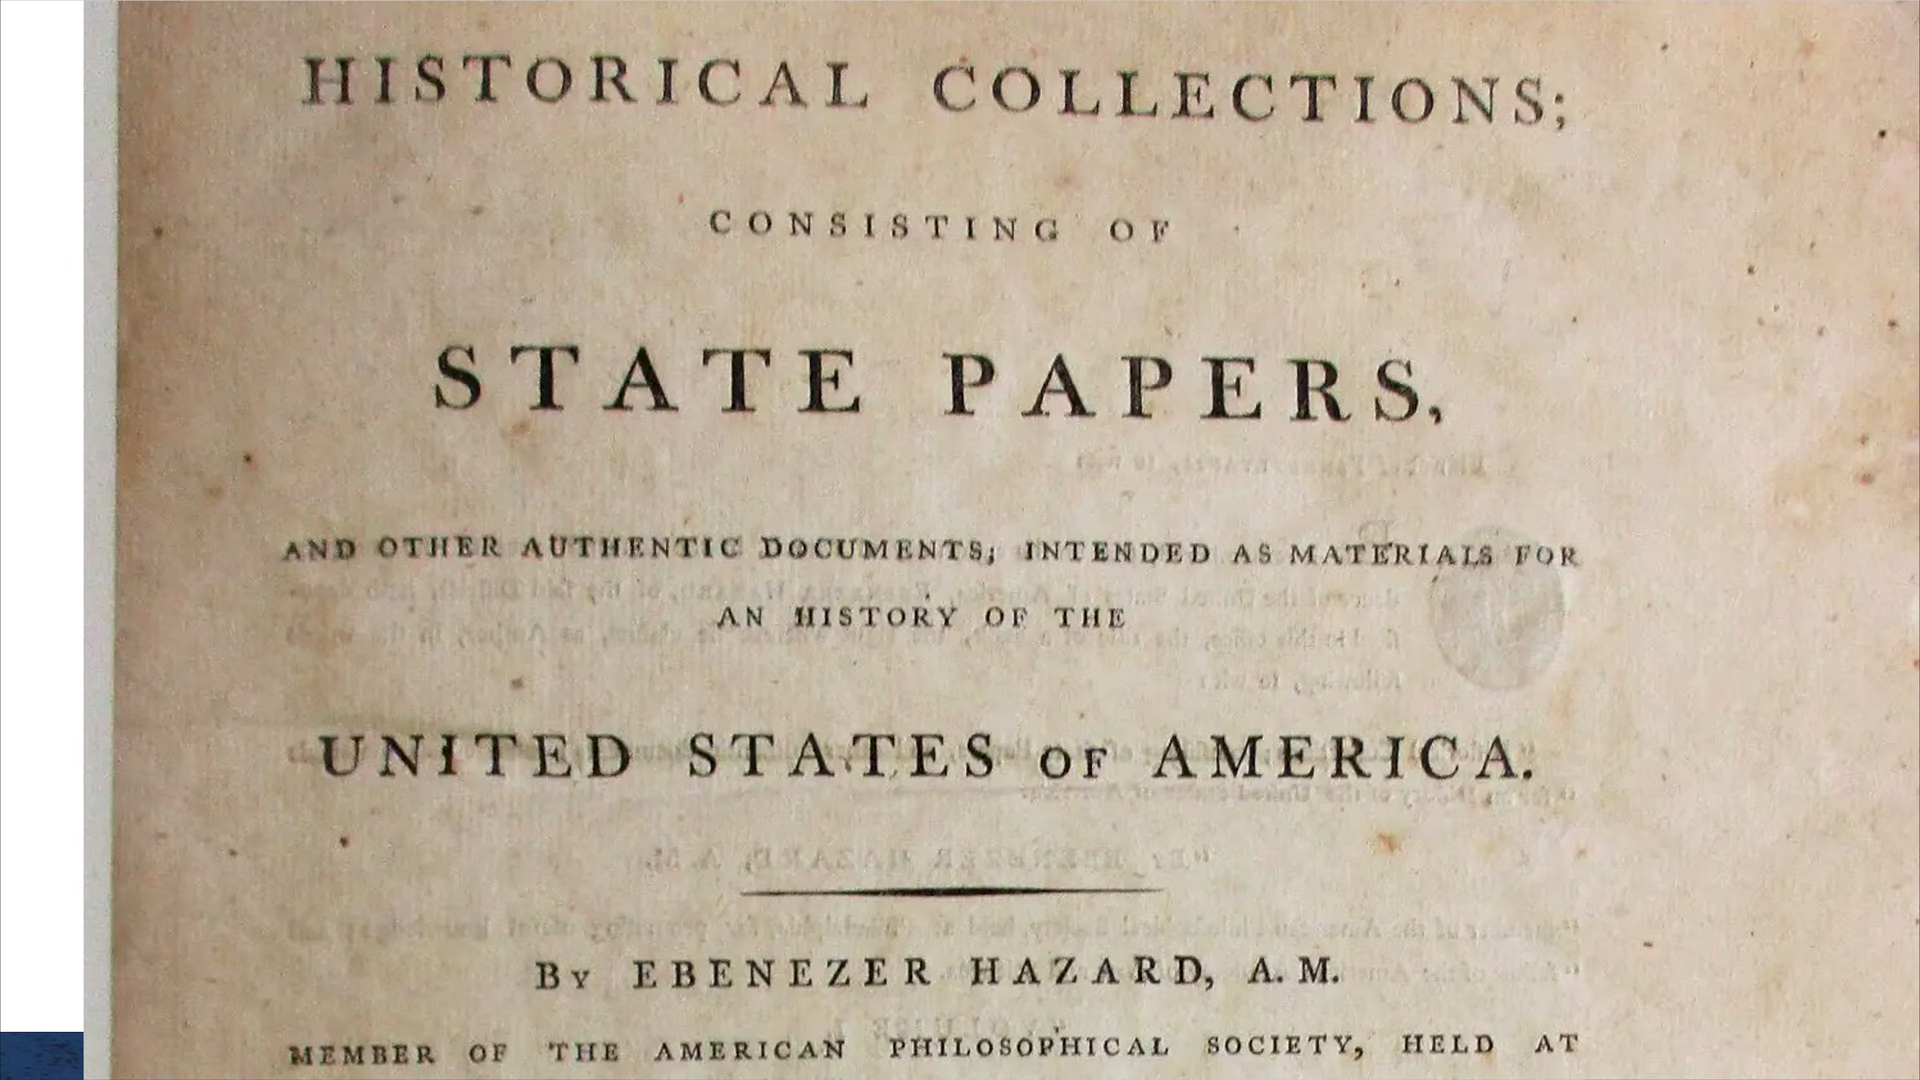 HISTORICAL COLLECTIONS;
CONSISTING OF
STATE PAPERS,
AND OTHER AUTHENTIC DOCUMENTS; INTENDED AS MATERIALS FOR
AN HISTORY OF THE
UNITED STATES OF AMERICA.
By EBENEZER HAZARD, A. M.
MEMBER OF THE AMERICAN PHILOSOPHICAL SOCIETY, HELD AT